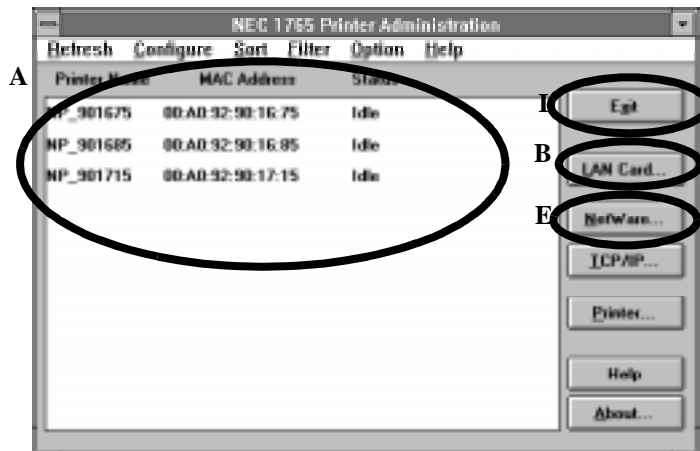 NEC 1765 Printer Administration
Refresh Configure Sort Filter Option Help
A
Printer Name MAC Address Status
NP_901675 00:A0:92:90:16:75 Idle
NP_901685 00:A0:92:90:16:85 Idle
NP_901715 00:A0:92:90:17:15 Idle
I Exit
B LAN Card...
E NetWare...
TCP/IP...
Printer...
Help
About...